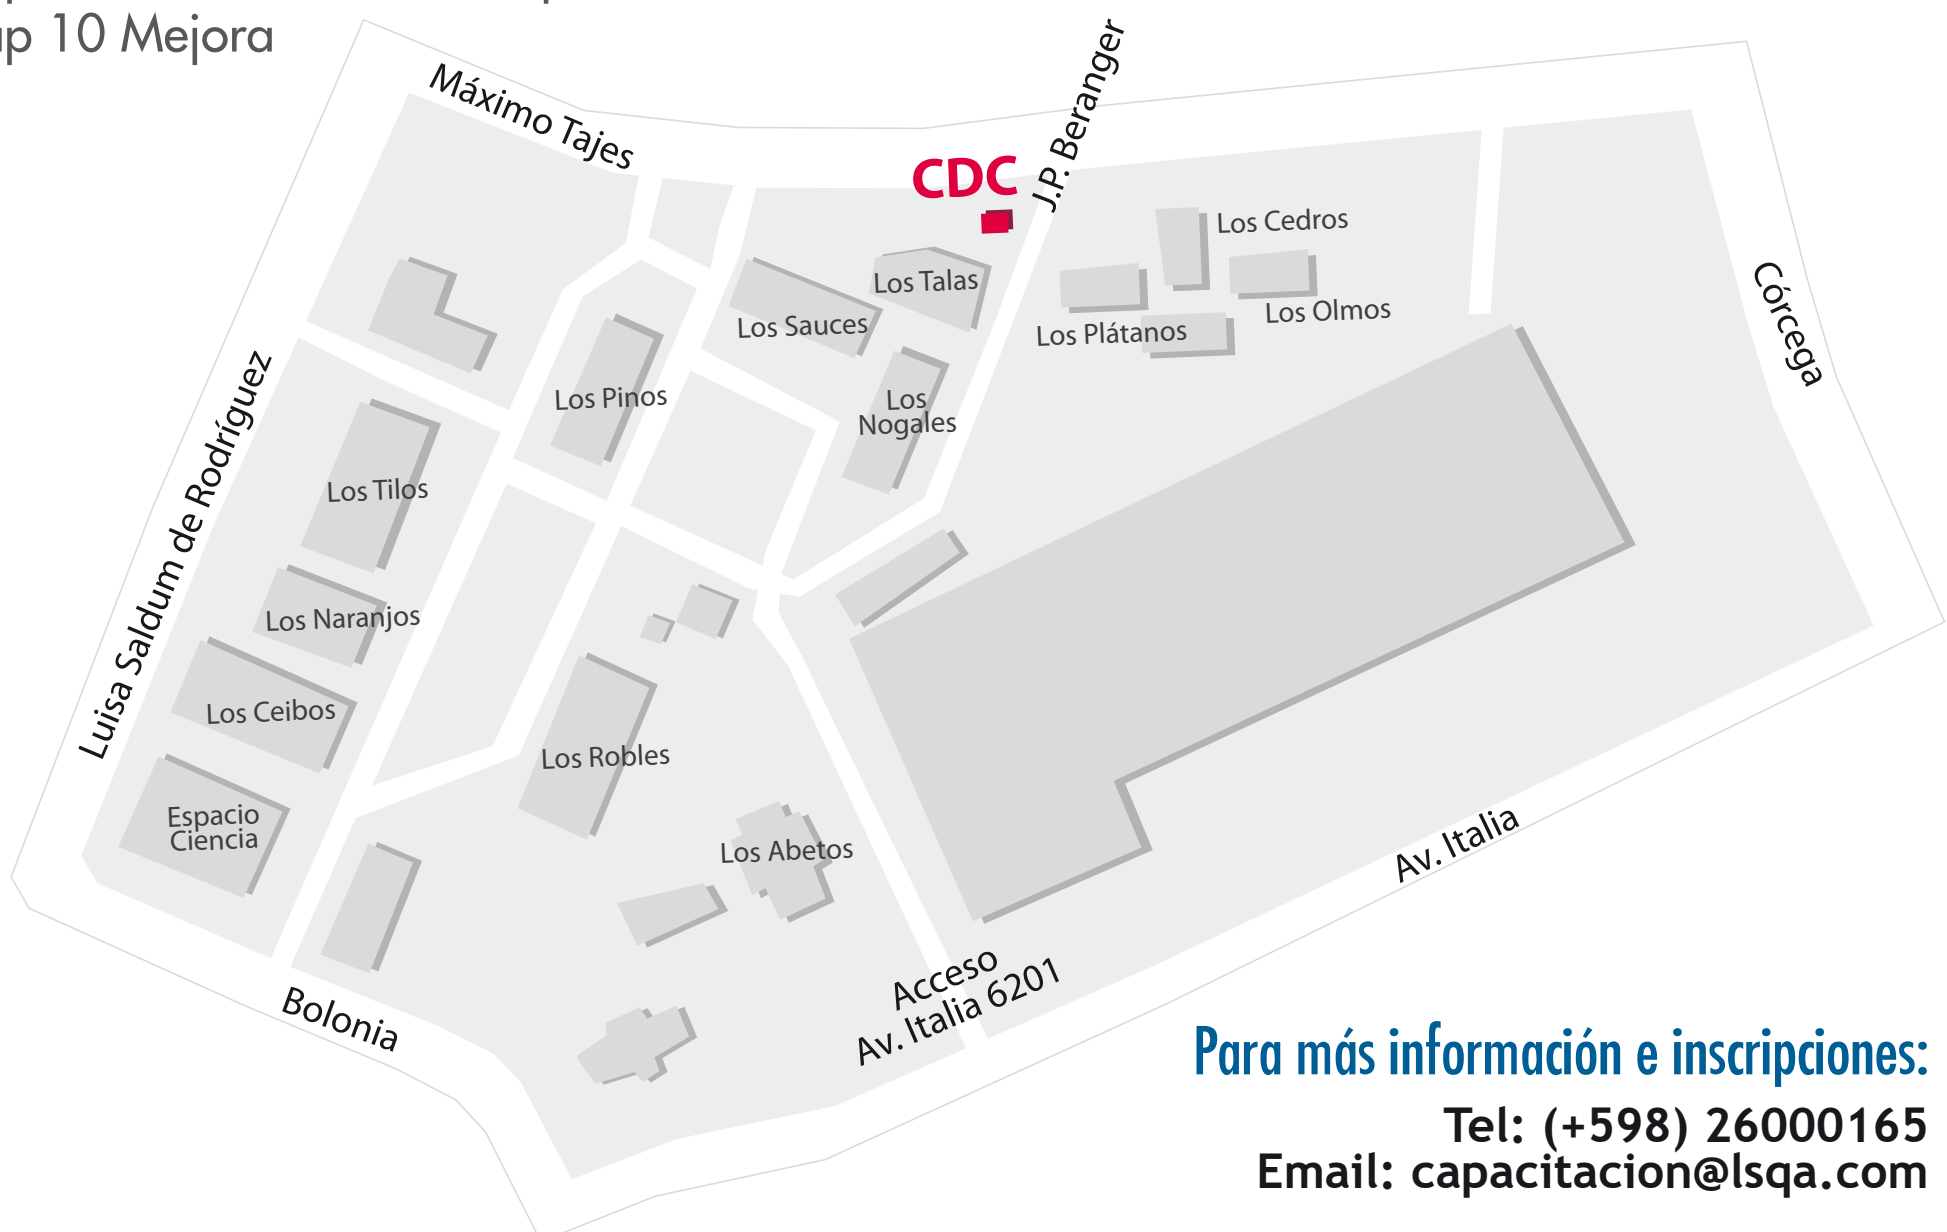 10 Mejora
Máximo Tajes
J.P. Beranger
CDC
Los Cedros
Los Talas
Los Olmos
Los Sauces
Los Plátanos
Córcega
Los Pinos
Los
Nogales
Luisa Saldum de Rodríguez
Los Tilos
Los Naranjos
Los Ceibos
Los Robles
Espacio
Ciencia
Los Abetos
Av. Italia
Acceso
Av. Italia 6201
Bolonia
Para más información e inscripciones:
Tel: (+598) 26000165
Email: capacitacion@lsqa.com